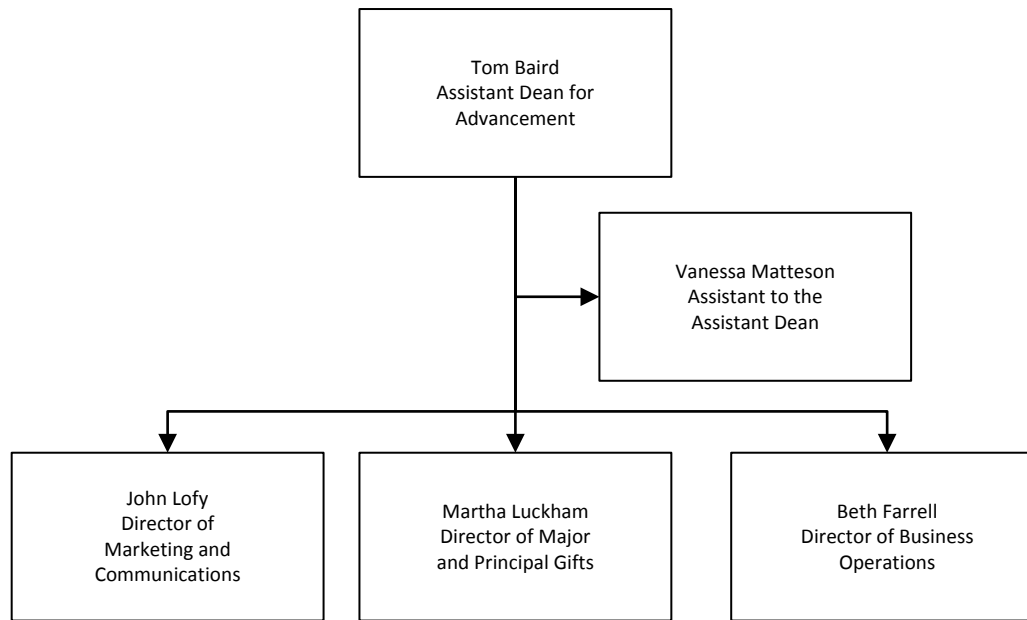 Tom Baird
Assistant Dean for
Advancement
Vanessa Matteson
Assistant to the
Assistant Dean
John Lofy
Director of
Marketing and
Communications
Martha Luckham
Director of Major
and Principal Gifts
Beth Farrell
Director of Business
Operations